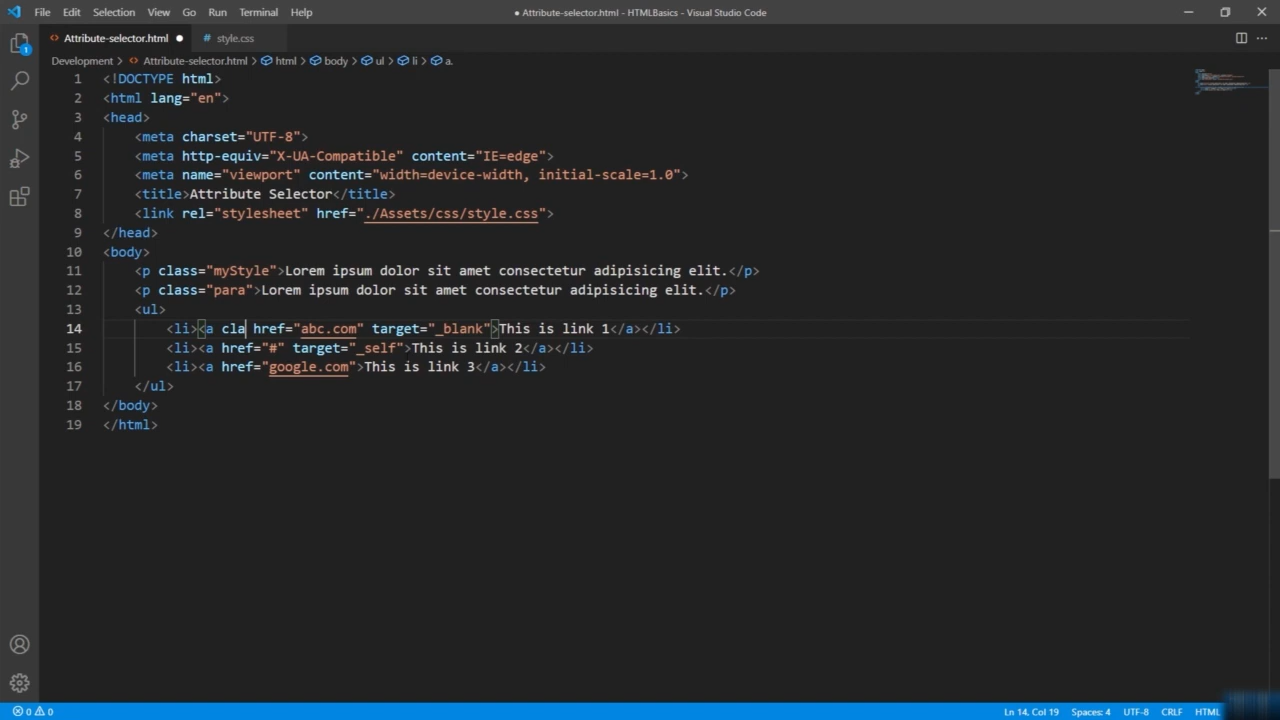 File Edit Selection View Go Run Terminal Help ● Attribute-selector.html - HTMLBasics - Visual Studio Code
<> Attribute-selector.html ● # style.css ···
Development > <> Attribute-selector.html > html > body > ul > li > a.
1
1 <!DOCTYPE html>
2 <html lang="en">
3 <head>
4 <meta charset="UTF-8">
5 <meta http-equiv="X-UA-Compatible" content="IE=edge">
6 <meta name="viewport" content="width=device-width, initial-scale=1.0">
7 <title>Attribute Selector</title>
8 <link rel="stylesheet" href="./Assets/css/style.css">
9 </head>
10 <body>
11 <p class="myStyle">Lorem ipsum dolor sit amet consectetur adipisicing elit.</p>
12 <p class="para">Lorem ipsum dolor sit amet consectetur adipisicing elit.</p>
13 <ul>
14 <li><a cla href="abc.com" target="_blank">This is link 1</a></li>
15 <li><a href="#" target="_self">This is link 2</a></li>
16 <li><a href="google.com">This is link 3</a></li>
17 </ul>
18 </body>
19 </html>
0 0 Ln 14, Col 19 Spaces: 4 UTF-8 CRLF HTML